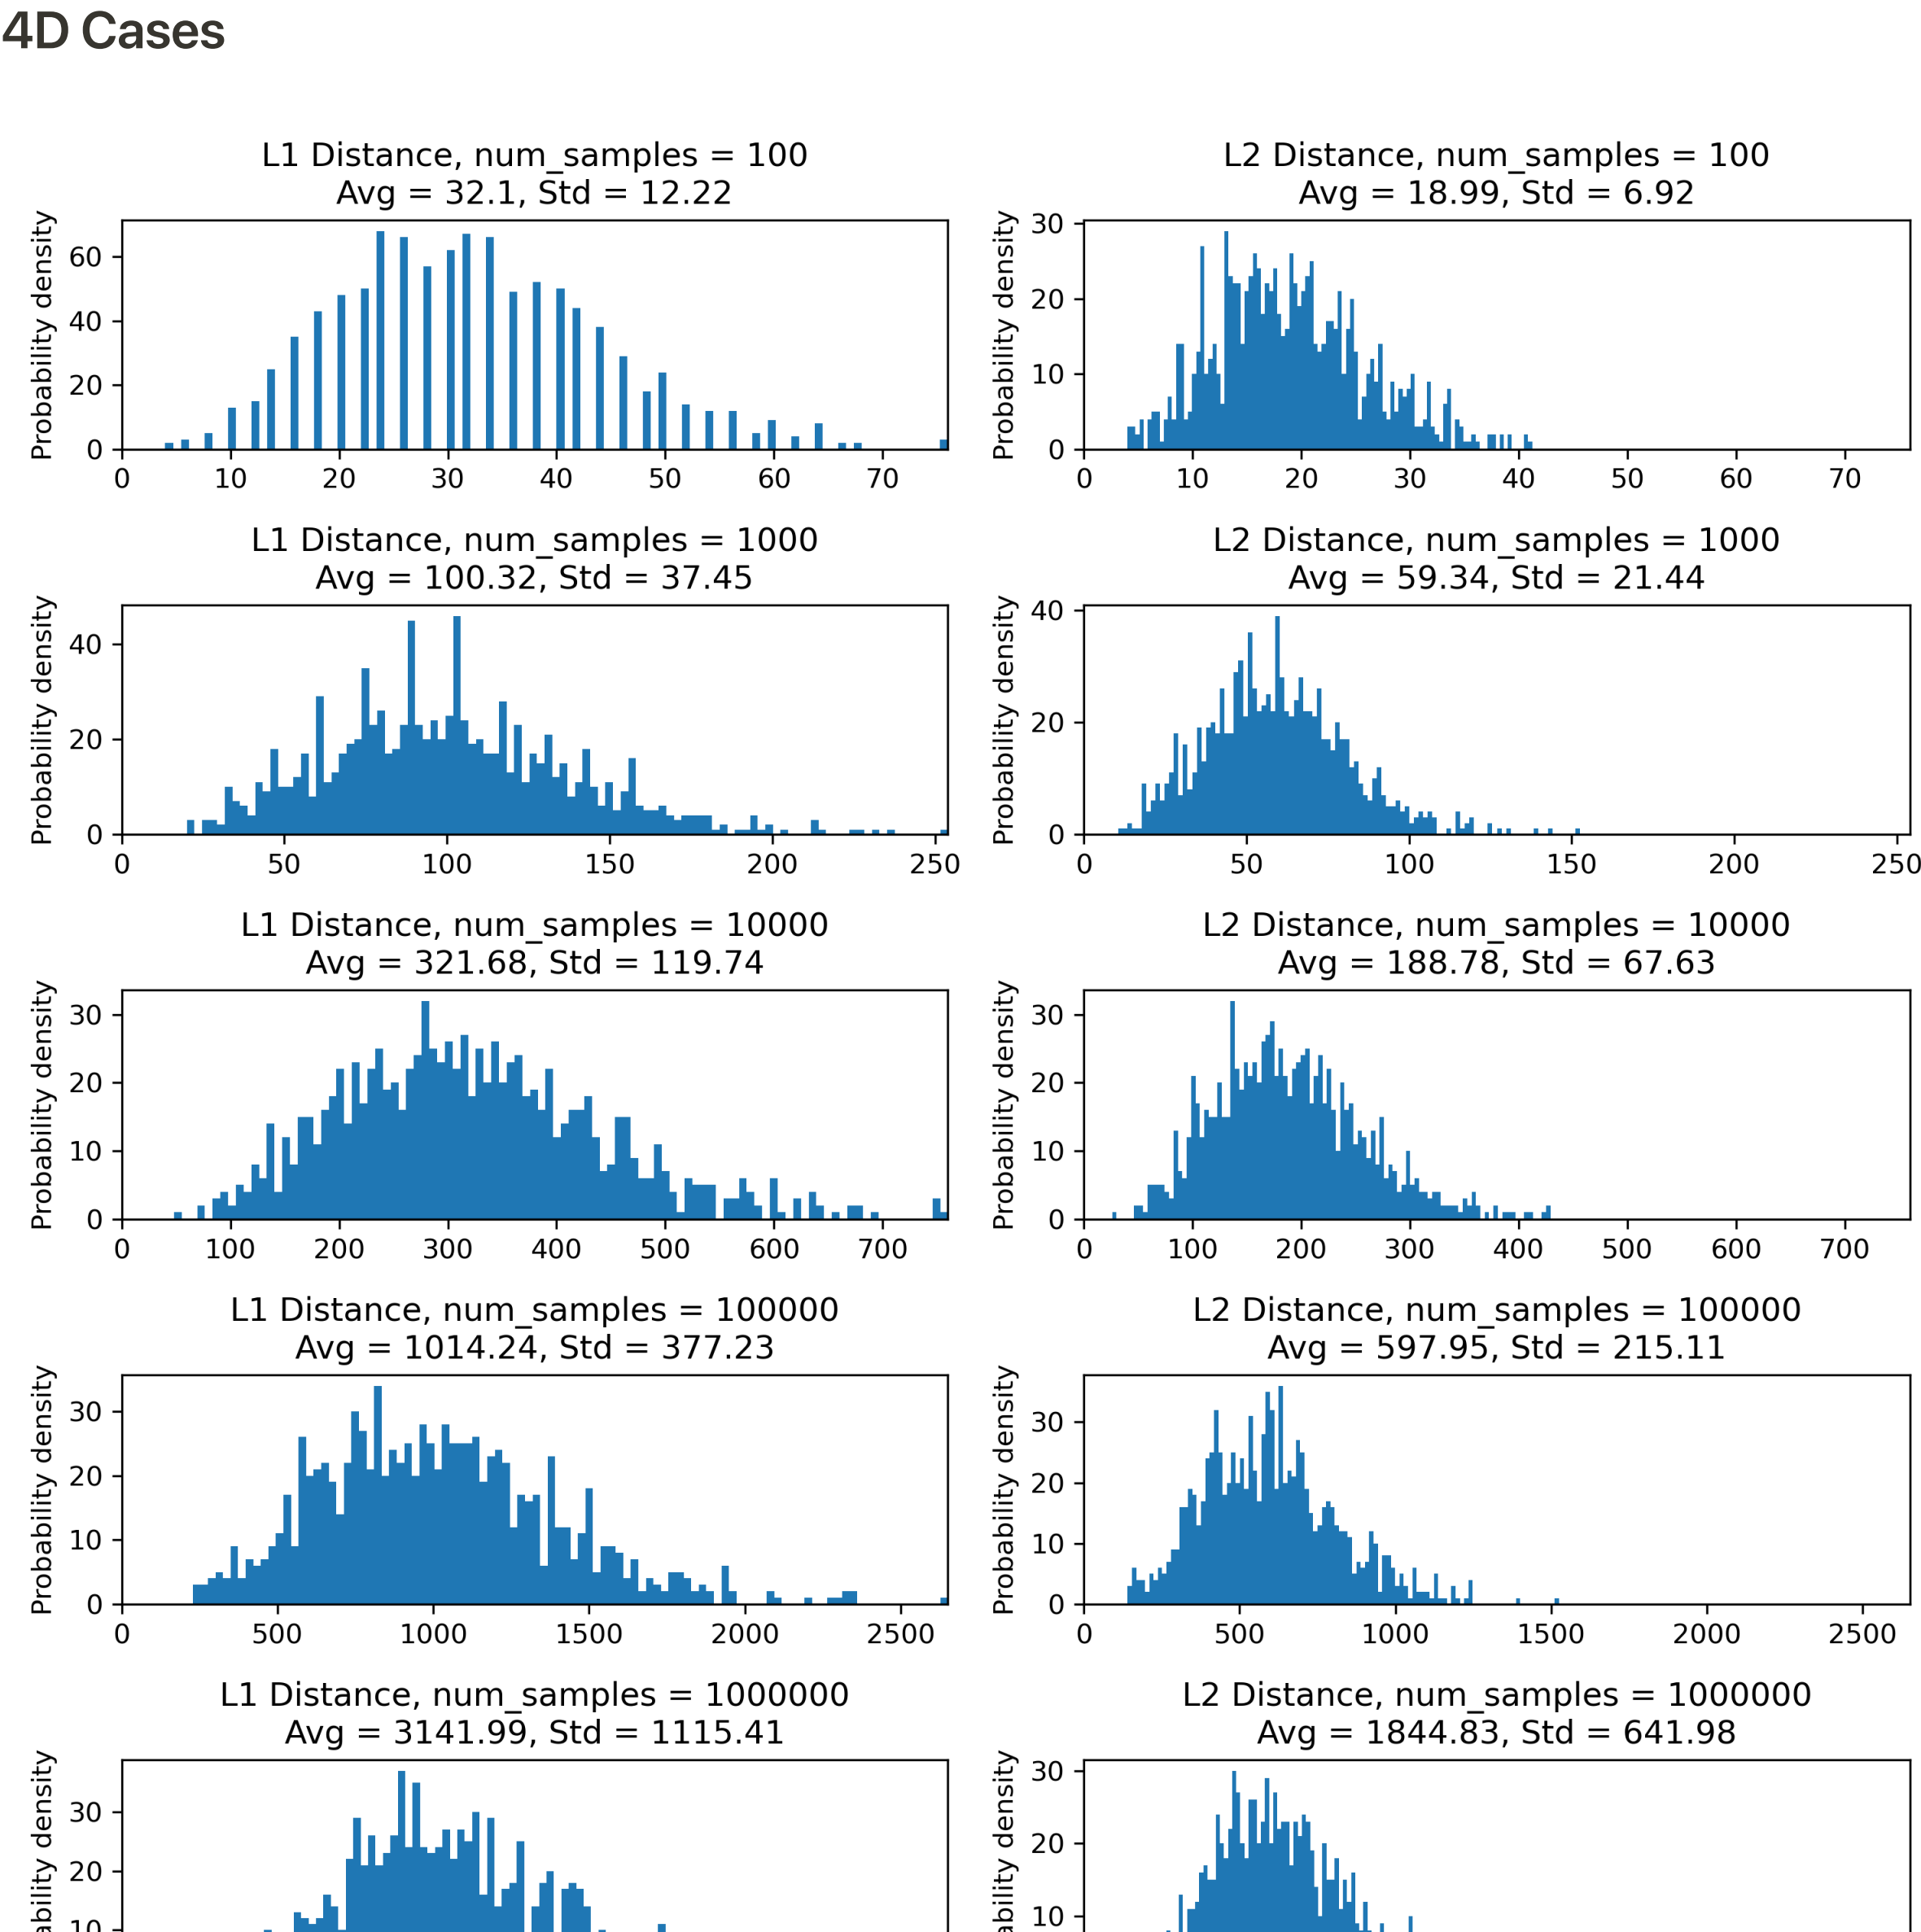 4D Cases
L1 Distance, num_samples = 100
Avg = 32.1, Std = 12.22
Probability density
60
40
20
0
0 10 20 30 40 50 60 70
L2 Distance, num_samples = 100
Avg = 18.99, Std = 6.92
Probability density
30
20
10
0
0 10 20 30 40 50 60 70
L1 Distance, num_samples = 1000
Avg = 100.32, Std = 37.45
Probability density
40
20
0
0 50 100 150 200 250
L2 Distance, num_samples = 1000
Avg = 59.34, Std = 21.44
Probability density
40
20
0
0 50 100 150 200 250
L1 Distance, num_samples = 10000
Avg = 321.68, Std = 119.74
Probability density
30
20
10
0
0 100 200 300 400 500 600 700
L2 Distance, num_samples = 10000
Avg = 188.78, Std = 67.63
Probability density
30
20
10
0
0 100 200 300 400 500 600 700
L1 Distance, num_samples = 100000
Avg = 1014.24, Std = 377.23
Probability density
30
20
10
0
0 500 1000 1500 2000 2500
L2 Distance, num_samples = 100000
Avg = 597.95, Std = 215.11
Probability density
30
20
10
0
0 500 1000 1500 2000 2500
L1 Distance, num_samples = 1000000
Avg = 3141.99, Std = 1115.41
ability density
30
20
10
L2 Distance, num_samples = 1000000
Avg = 1844.83, Std = 641.98
ability density
30
20
10